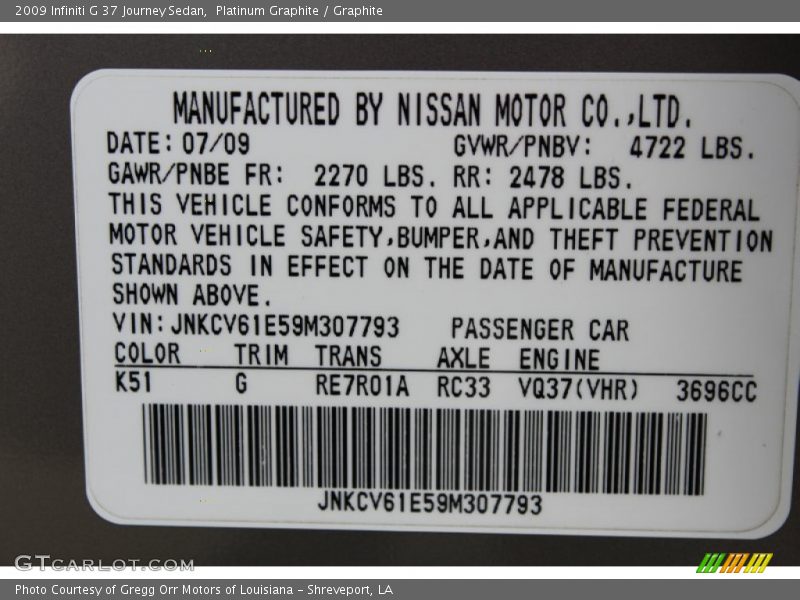 2009 Infiniti G 37 Journey Sedan,  Platinum Graphite / Graphite
MANUFACTURED BY NISSAN MOTOR CO.,LTD.
DATE: 07/09 GVWR/PNBV: 4722 LBS.
GAWR/PNBE FR: 2270 LBS. RR: 2478 LBS.
THIS VEHICLE CONFORMS TO ALL APPLICABLE FEDERAL
MOTOR VEHICLE SAFETY,BUMPER,AND THEFT PREVENTION
STANDARDS IN EFFECT ON THE DATE OF MANUFACTURE
SHOWN ABOVE.
VIN: JNKCV61E59M307793 PASSENGER CAR
COLOR TRIM TRANS AXLE ENGINE
K51 G RE7R01A RC33 VQ37(VHR) 3696CC
JNKCV61E59M307793
GTCARLOT.COM
Photo Courtesy of Gregg Orr Motors of Louisiana - Shreveport, LA